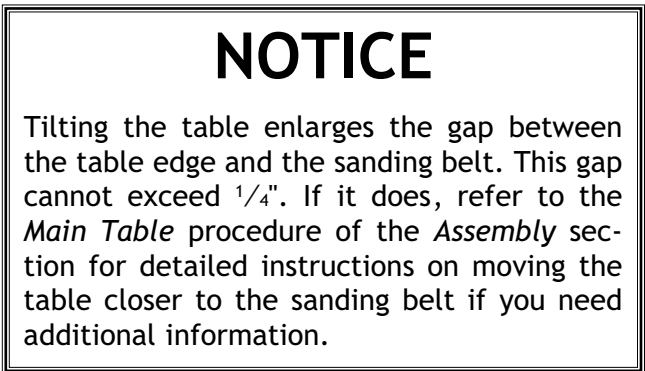 NOTICE
Tilting the table enlarges the gap between
the table edge and the sanding belt. This gap
cannot exceed 1/4". If it does, refer to the
Main Table procedure of the Assembly sec-
tion for detailed instructions on moving the
table closer to the sanding belt if you need
additional information.